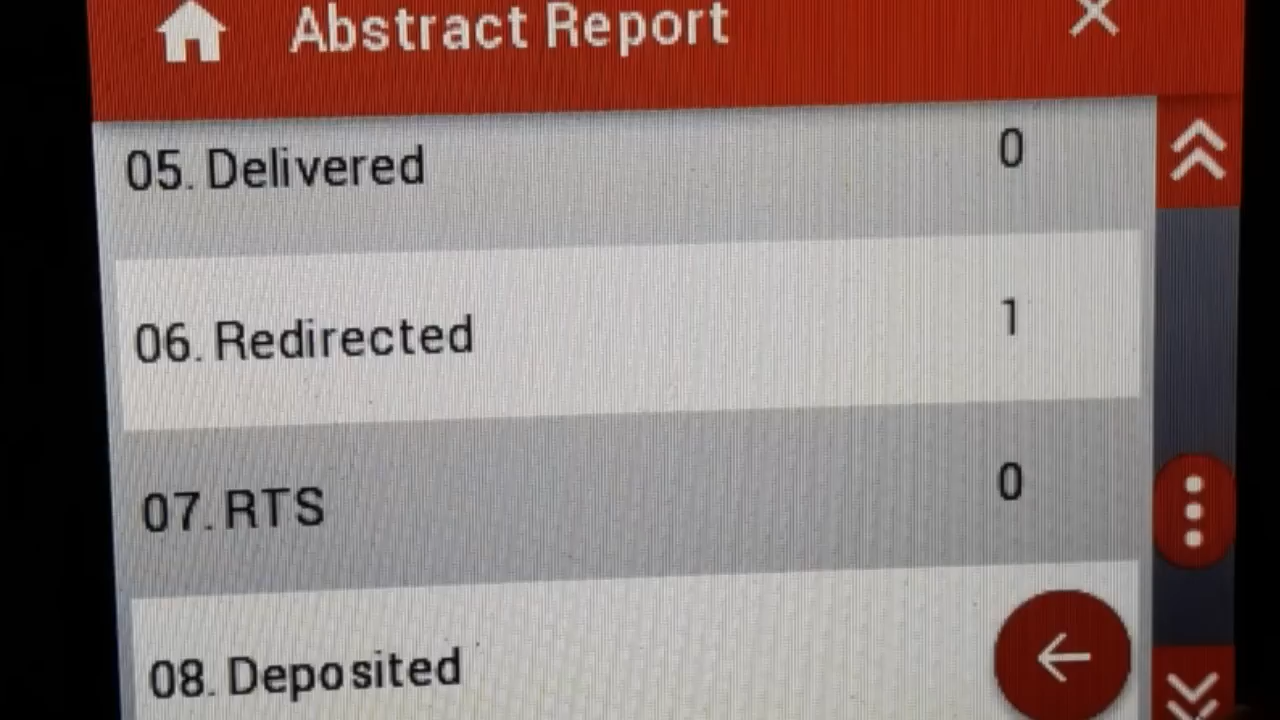 Abstract Report
05. Delivered 0
06. Redirected 1
07. RTS 0
08. Deposited